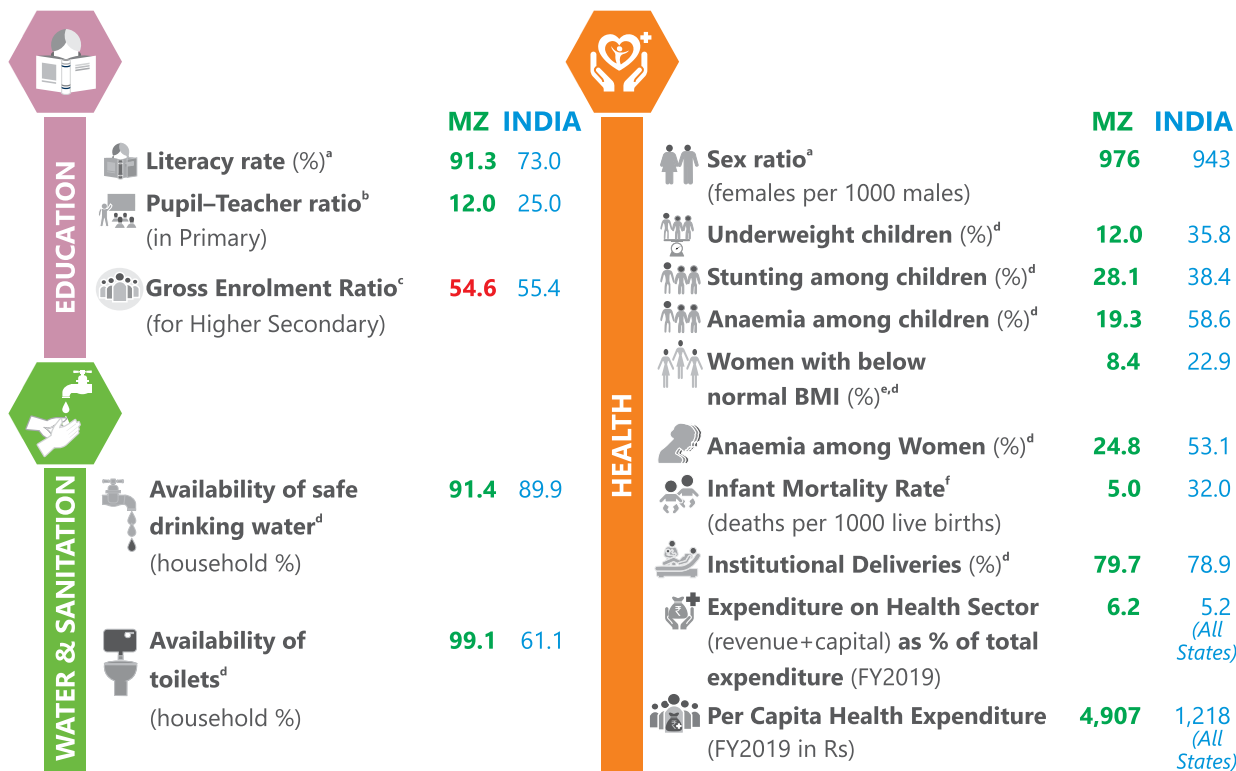 EDUCATION
MZ INDIA
Literacy rate (%)a 91.3 73.0
Pupil–Teacher ratiob 12.0 25.0
(in Primary)
Gross Enrolment Ratioc 54.6 55.4
(for Higher Secondary)
WATER & SANITATION
Availability of safe 91.4 89.9
drinking waterd
(household %)
Availability of 99.1 61.1
toiletsd
(household %)
HEALTH
MZ INDIA
Sex ratioa 976 943
(females per 1000 males)
Underweight children (%)d 12.0 35.8
Stunting among children (%)d 28.1 38.4
Anaemia among children (%)d 19.3 58.6
Women with below 8.4 22.9
normal BMI (%)e,d
Anaemia among Women (%)d 24.8 53.1
Infant Mortality Ratef 5.0 32.0
(deaths per 1000 live births)
Institutional Deliveries (%)d 79.7 78.9
Expenditure on Health Sector 6.2 5.2
(revenue+capital) as % of total (All
States)
expenditure (FY2019)
Per Capita Health Expenditure 4,907 1,218
(FY2019 in Rs) (All
States)